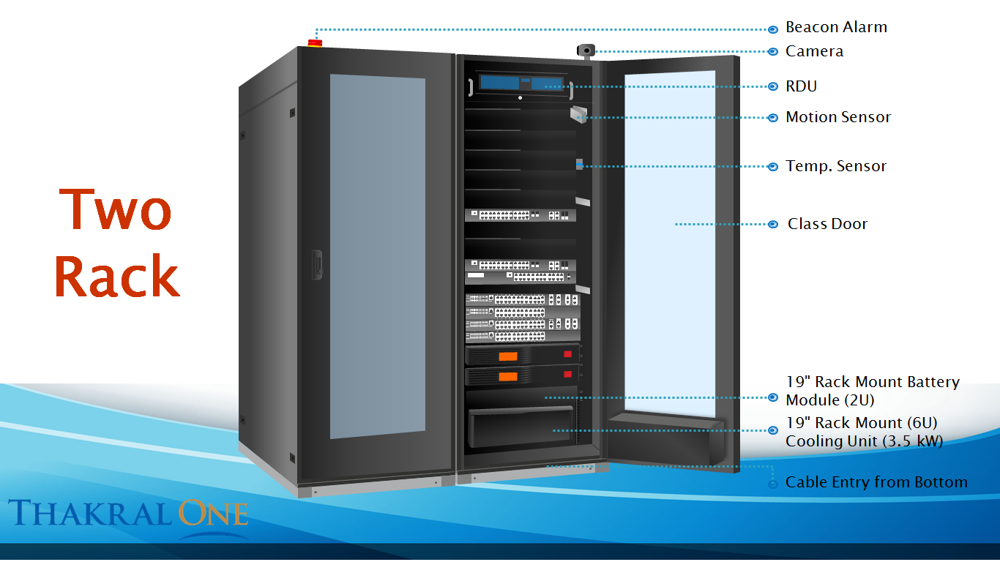 Beacon Alarm
Camera
RDU
Motion Sensor
Temp. Sensor
Two
Rack
Class Door
19" Rack Mount Battery
Module (2U)
19" Rack Mount (6U)
Cooling Unit (3.5 kW)
Cable Entry from Bottom
THAKRAL ONE